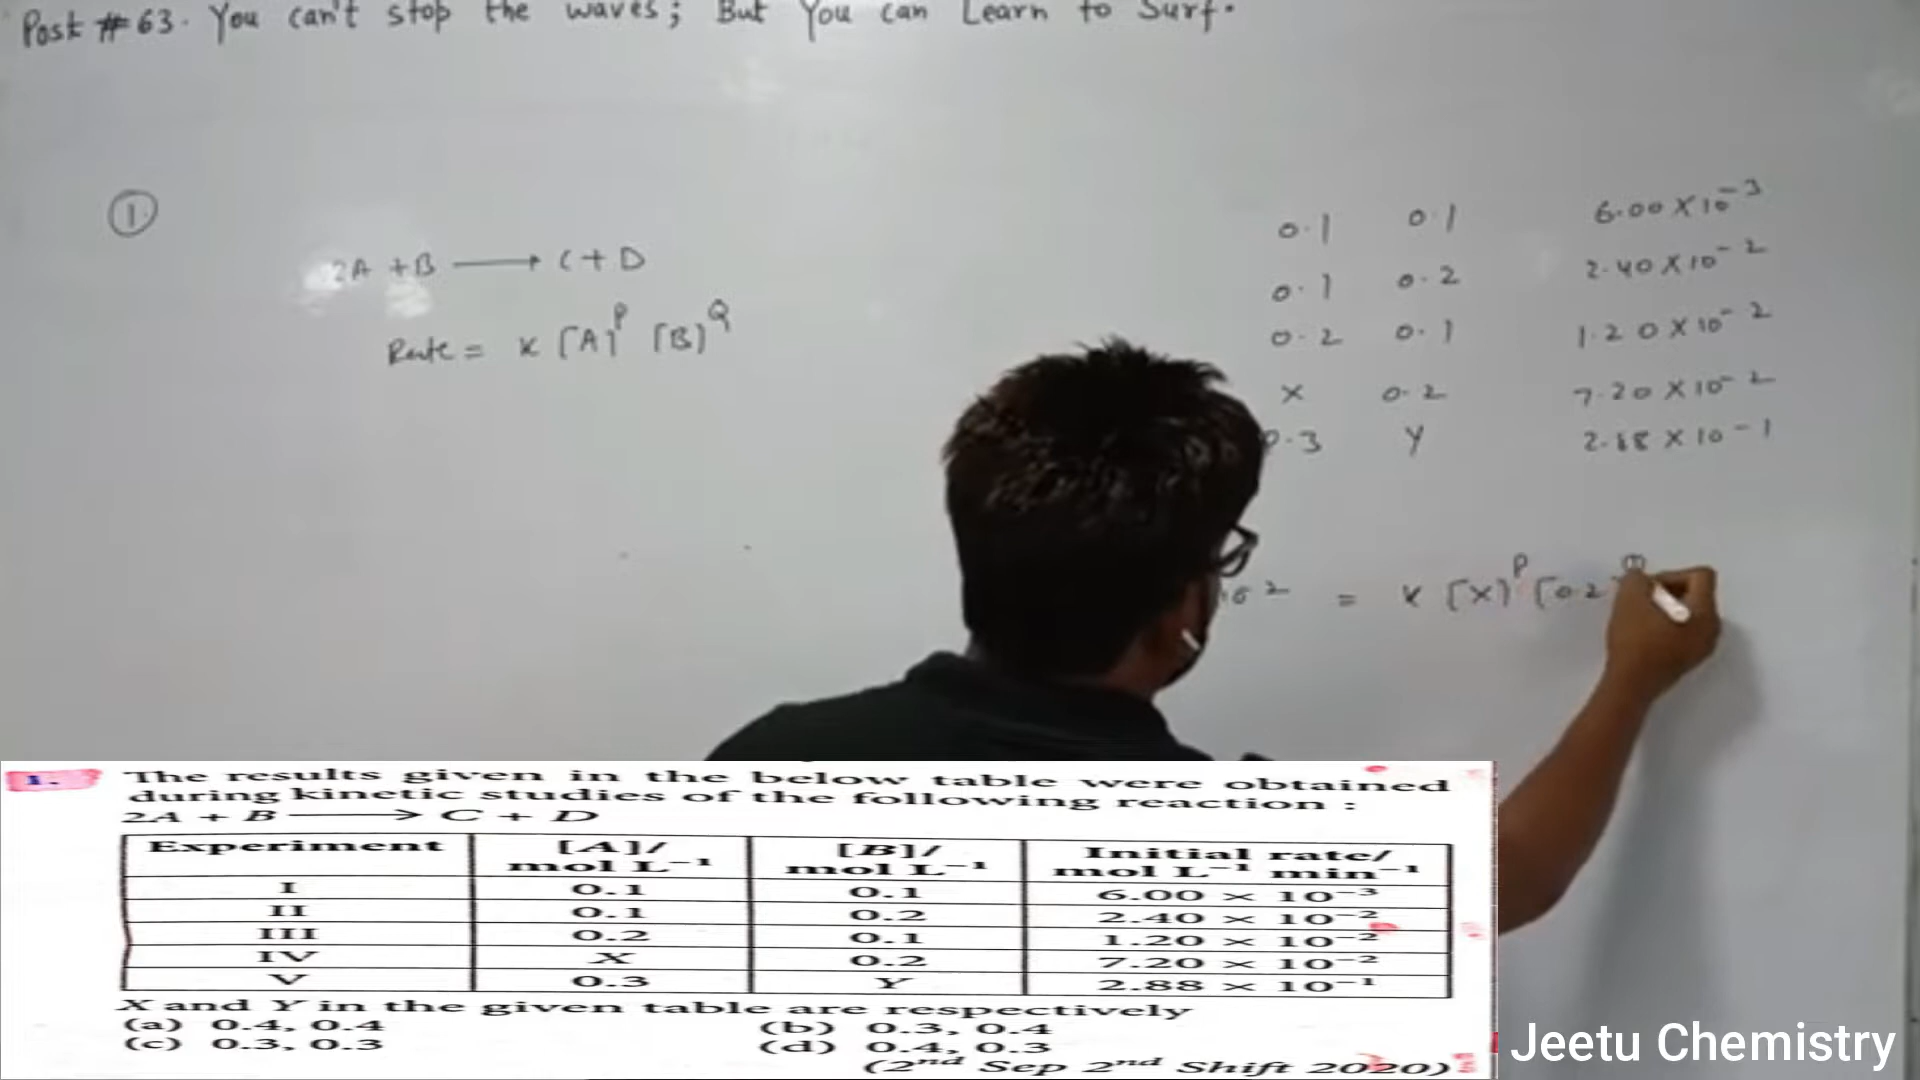 Post #63. You can't stop the waves; But You can Learn to Surf.
1.
2A + B ⟶ C + D
Rate = K [A]^P [B]^Q
0.1 0.1 6.00 X 10^-3
0.1 0.2 2.40 X 10^-2
0.2 0.1 1.20 X 10^-2
X 0.2 7.20 X 10^-2
0.3 Y 2.88 X 10^-1
= K [X]^P [0.2
1. The results given in the below table were obtained
during kinetic studies of the following reaction :
2A + B ⟶ C + D
Experiment [A]/ mol L⁻¹ [B]/ mol L⁻¹ Initial rate/ mol L⁻¹ min⁻¹
I 0.1 0.1 6.00 × 10⁻³
II 0.1 0.2 2.40 × 10⁻²
III 0.2 0.1 1.20 × 10⁻²
IV X 0.2 7.20 × 10⁻²
V 0.3 Y 2.88 × 10⁻¹
X and Y in the given table are respectively
(a) 0.4, 0.4 (b) 0.3, 0.4
(c) 0.3, 0.3 (d) 0.4, 0.3
(2nd Sep 2nd Shift 2020)
Jeetu Chemistry